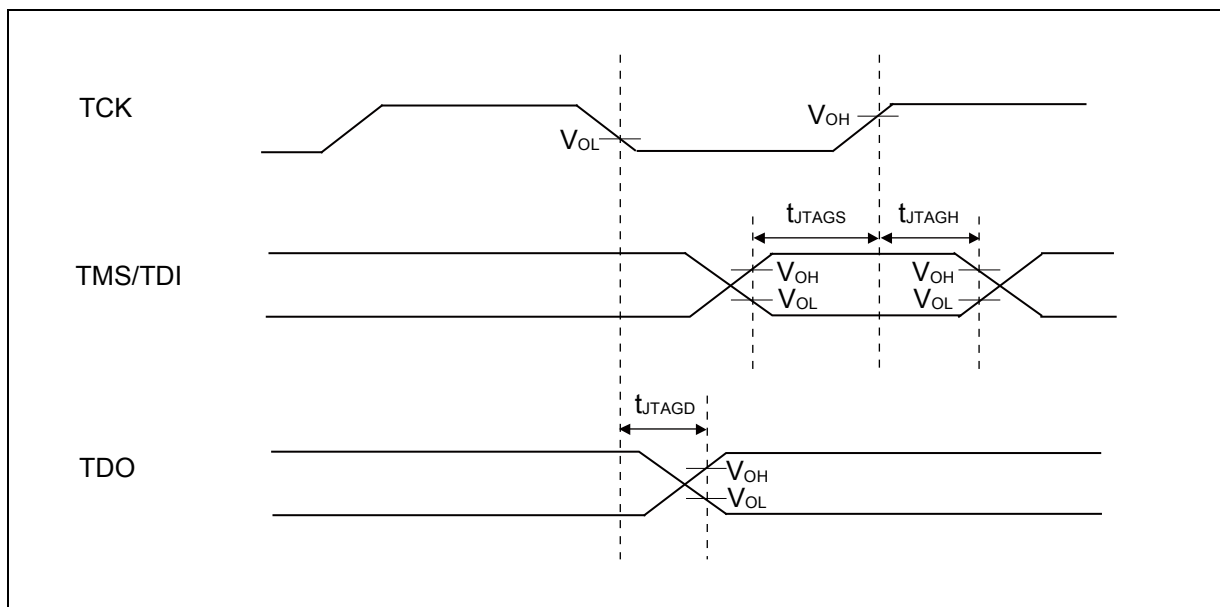 TCK
VOL
VOH
tJTAGS
tJTAGH
TMS/TDI
VOH
VOL
VOH
VOL
tJTAGD
TDO
VOH
VOL